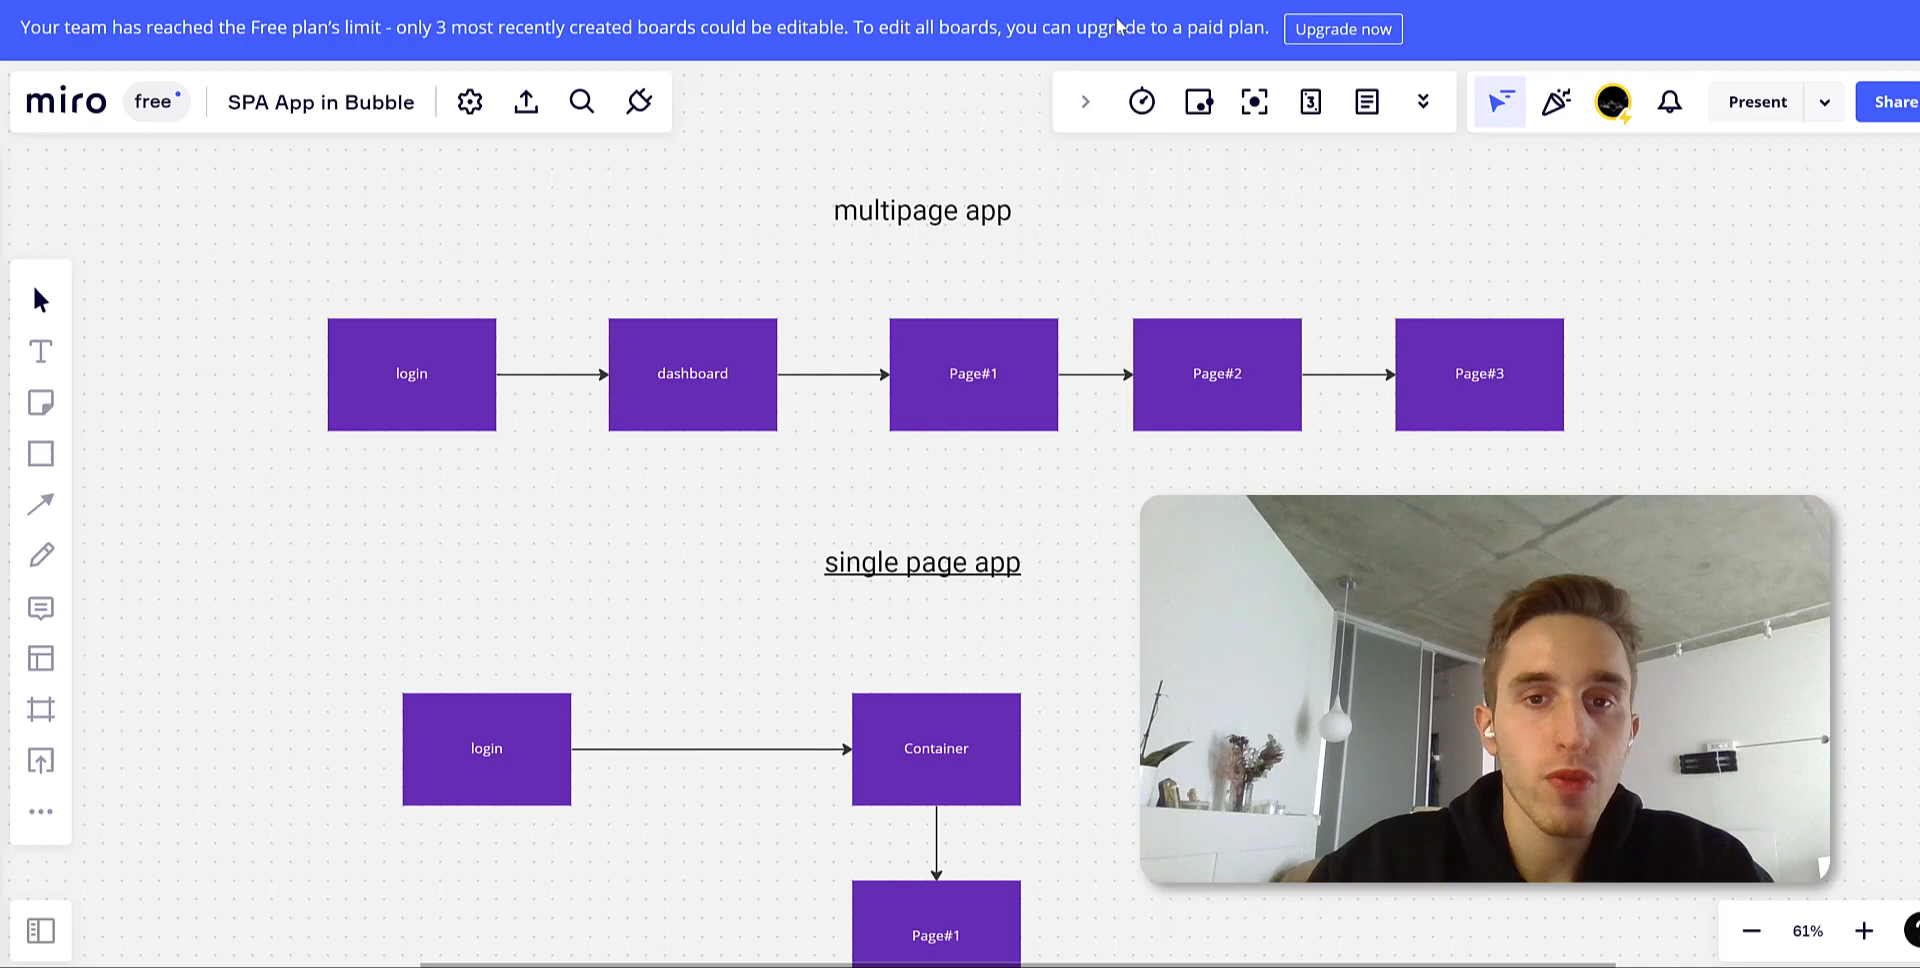 Your team has reached the Free plan's limit - only 3 most recently created boards could be editable. To edit all boards, you can upgrade to a paid plan.
Upgrade now
miro
free
SPA App in Bubble
3
Present
Share
multipage app
login
dashboard
Page#1
Page#2
Page#3
single page app
login
Container
Page#1
61%